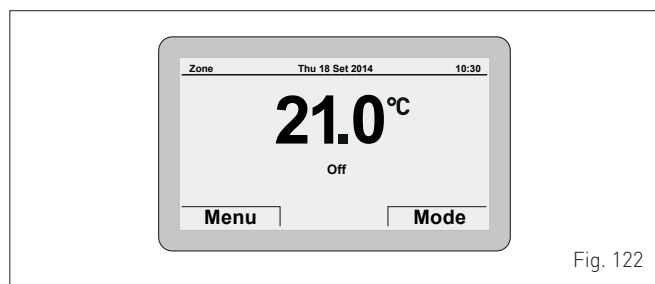 Zone Thu 18 Set 2014 10:30
21.0°C
Off
Menu Mode
Fig. 122